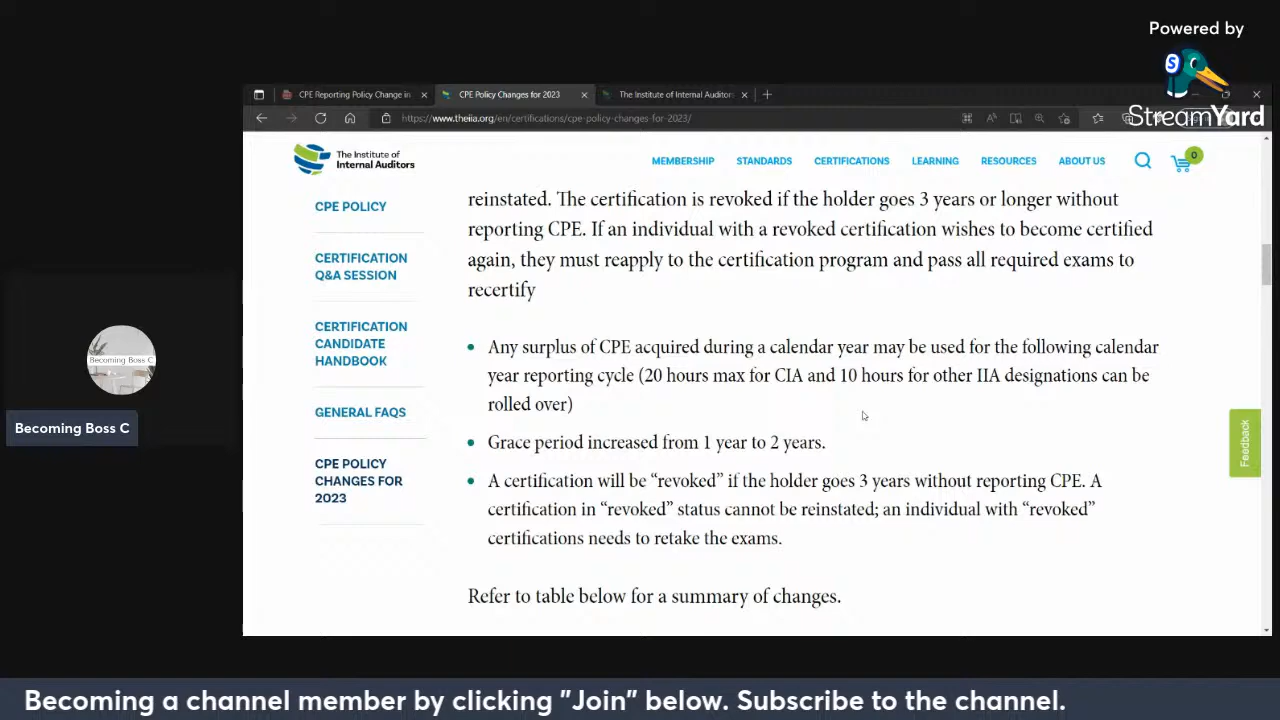 Powered by
StreamYard
CPE Reporting Policy Change in
CPE Policy Changes for 2023
The Institute of Internal Auditors
https://www.theiia.org/en/certifications/cpe-policy-changes-for-2023/
The Institute of
Internal Auditors
MEMBERSHIP STANDARDS CERTIFICATIONS LEARNING RESOURCES ABOUT US
0
CPE POLICY
CERTIFICATION
Q&A SESSION
CERTIFICATION
CANDIDATE
HANDBOOK
GENERAL FAQS
CPE POLICY
CHANGES FOR
2023
reinstated. The certification is revoked if the holder goes 3 years or longer without
reporting CPE. If an individual with a revoked certification wishes to become certified
again, they must reapply to the certification program and pass all required exams to
recertify
Any surplus of CPE acquired during a calendar year may be used for the following calendar
year reporting cycle (20 hours max for CIA and 10 hours for other IIA designations can be
rolled over)
Grace period increased from 1 year to 2 years.
A certification will be “revoked” if the holder goes 3 years without reporting CPE. A
certification in “revoked” status cannot be reinstated; an individual with “revoked”
certifications needs to retake the exams.
Refer to table below for a summary of changes.
Feedback
Becoming Boss C
Becoming Boss C
Becoming a channel member by clicking "Join" below. Subscribe to the channel.